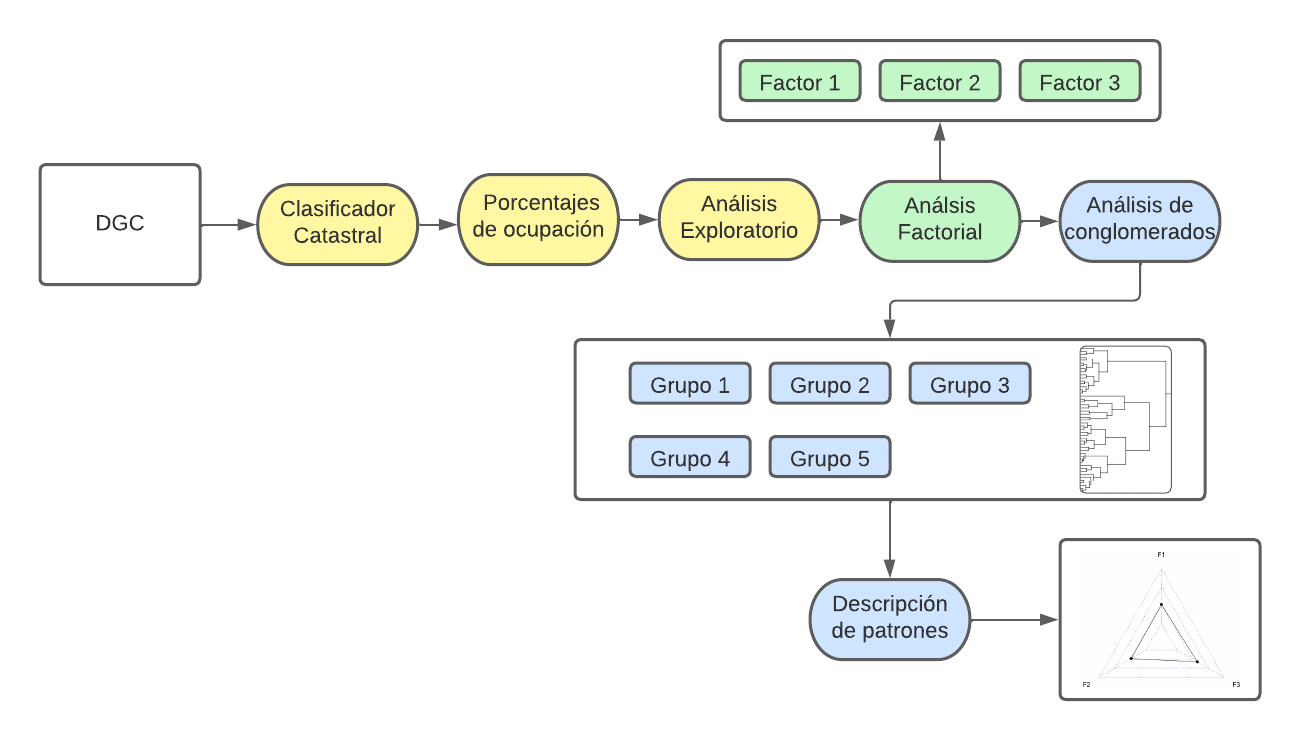 Factor 1
Factor 2
Factor 3
DGC
Clasificador
Catastral
Porcentajes
de ocupación
Análisis
Exploratorio
Análsis
Factorial
Análisis de
conglomerados
Grupo 1
Grupo 2
Grupo 3
Grupo 4
Grupo 5
Descripción
de patrones
F1
F2
F3